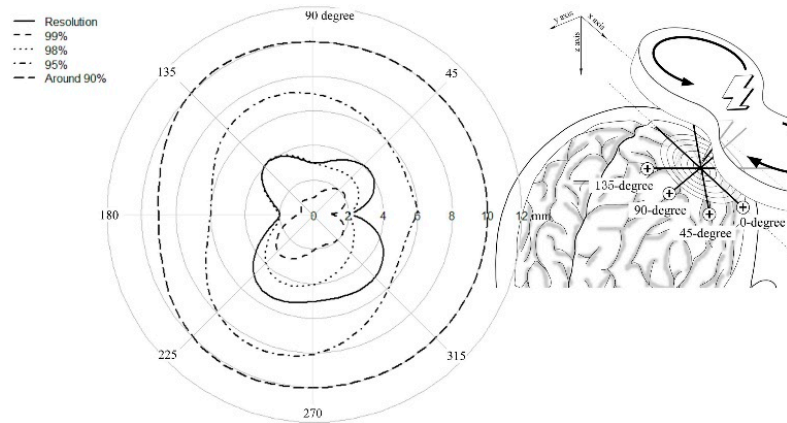 Resolution
99%
98%
95%
Around 90%
90 degree
135
45
180
0 2 4 6 8 10 12 mm
225
315
270
y axis
x axis
z axis
135-degree
90-degree
45-degree
0-degree